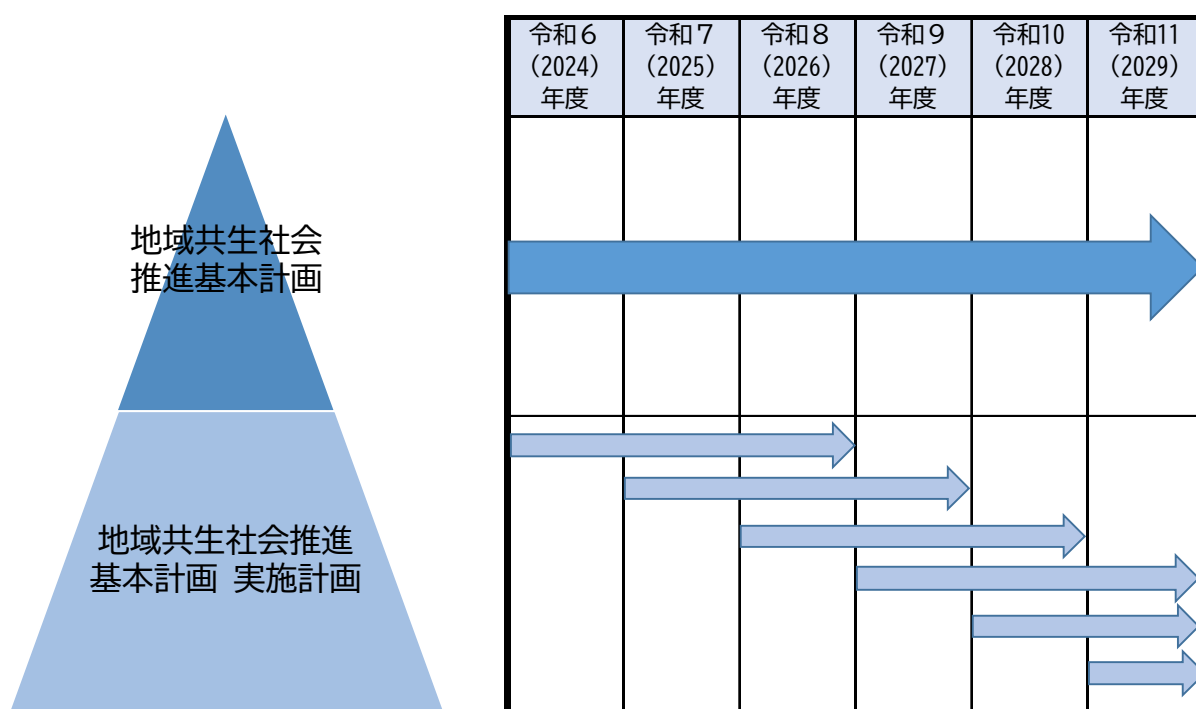 令和６
（2024）
年度
令和７
（2025）
年度
令和８
（2026）
年度
令和９
（2027）
年度
令和10
（2028）
年度
令和11
（2029）
年度
地域共生社会
推進基本計画
地域共生社会推進
基本計画 実施計画